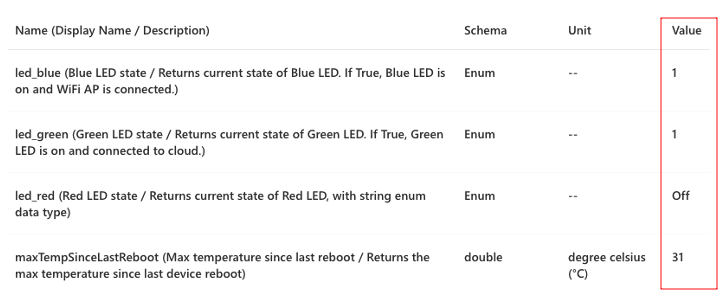 Name (Display Name / Description) Schema Unit Value
led_blue (Blue LED state / Returns current state of Blue LED. If True, Blue LED is Enum -- 1
on and WiFi AP is connected.)
led_green (Green LED state / Returns current state of Green LED. If True, Green Enum -- 1
LED is on and connected to cloud.)
led_red (Red LED state / Returns current state of Red LED, with string enum Enum -- Off
data type)
maxTempSinceLastReboot (Max temperature since last reboot / Returns the double degree celsius 31
max temperature since last device reboot) (°C)